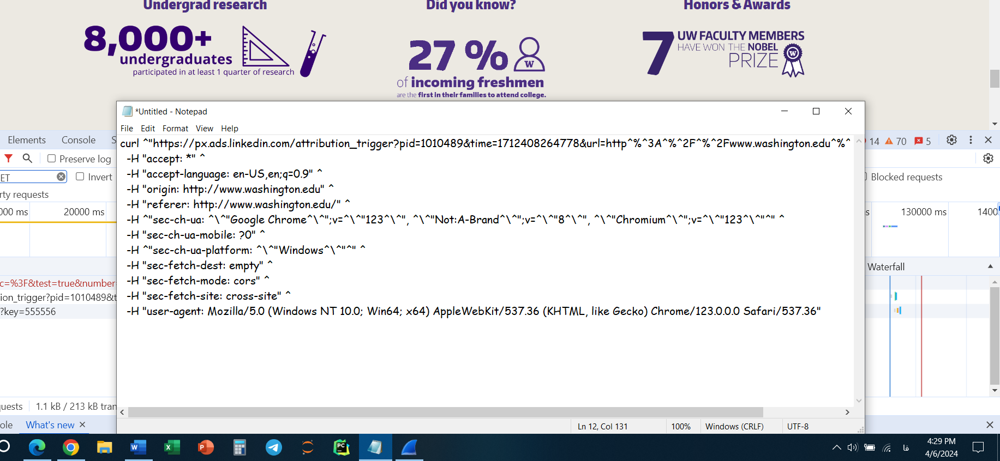 Undergrad research
8,000+
undergraduates
participated in at least 1 quarter of research
Did you know?
27 %
W
of incoming freshmen
are the first in their families to attend college.
Honors & Awards
7 UW FACULTY MEMBERS
HAVE WON THE NOBEL
PRIZE
W
*Untitled - Notepad
File Edit Format View Help
curl ^"https://px.ads.linkedin.com/attribution_trigger?pid=1010489&time=1712408264778&url=http^%^3A^%^2F^%^2Fwww.washington.edu^%^
-H "accept: *" ^
-H "accept-language: en-US,en;q=0.9" ^
-H "origin: http://www.washington.edu" ^
-H "referer: http://www.washington.edu/" ^
-H ^"sec-ch-ua: ^\^"Google Chrome^\^";v=^\^"123^\^", ^\^"Not:A-Brand^\^";v=^\^"8^\^", ^\^"Chromium^\^";v=^\^"123^\^"^" ^
-H "sec-ch-ua-mobile: ?0" ^
-H ^"sec-ch-ua-platform: ^\^"Windows^\^"^" ^
-H "sec-fetch-dest: empty" ^
-H "sec-fetch-mode: cors" ^
-H "sec-fetch-site: cross-site" ^
-H "user-agent: Mozilla/5.0 (Windows NT 10.0; Win64; x64) AppleWebKit/537.36 (KHTML, like Gecko) Chrome/123.0.0.0 Safari/537.36"
Ln 12, Col 131 100% Windows (CRLF) UTF-8
Elements Console S
14 70 5
Preserve log
ET Invert
Blocked requests
rty requests
000 ms 20000 ms
s 130000 ms 1400
Waterfall
c=%3F&test=true&number
ion_trigger?pid=1010489&t
?key=555556
quests 1.1 kB / 213 kB tran
ole What's new
W X P PC
فا
4:29 PM
4/6/2024